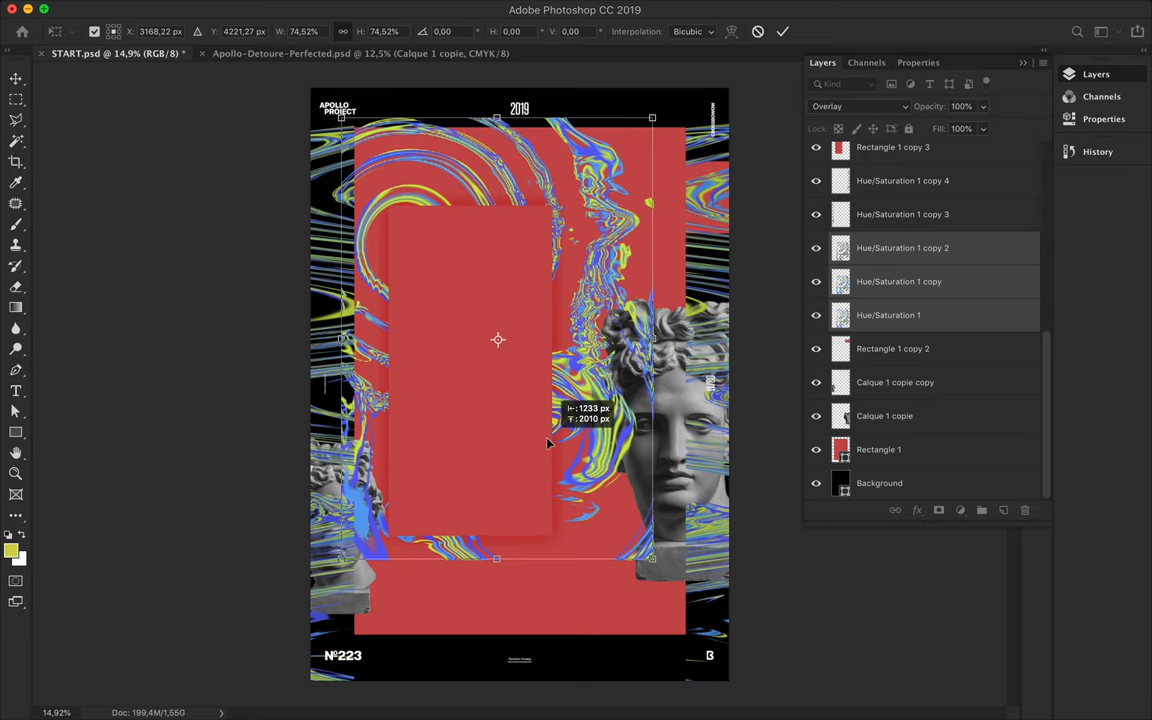 Adobe Photoshop CC 2019
X: 3168,22 px
Y: 4221,27 px
W: 74,52%
H: 74,52%
0,00 °
H: 0,00 °
V: 0,00 °
Interpolation: Bicubic
START.psd @ 14,9% (RGB/8) *
Apollo-Detoure-Perfected.psd @ 12,5% (Calque 1 copie, CMYK/8)
Layers
Channels
Properties
Kind
Overlay
Opacity: 100%
Lock:
Fill: 100%
Rectangle 1 copy 3
Hue/Saturation 1 copy 4
Hue/Saturation 1 copy 3
Hue/Saturation 1 copy 2
Hue/Saturation 1 copy
Hue/Saturation 1
Rectangle 1 copy 2
Calque 1 copie copy
Calque 1 copie
Rectangle 1
Background
fx
Layers
Channels
Properties
History
APOLLO
PROJECT
2019
: 1233 px
: 2010 px
Nº223
B
14,92%
Doc: 199,4M/1,55G